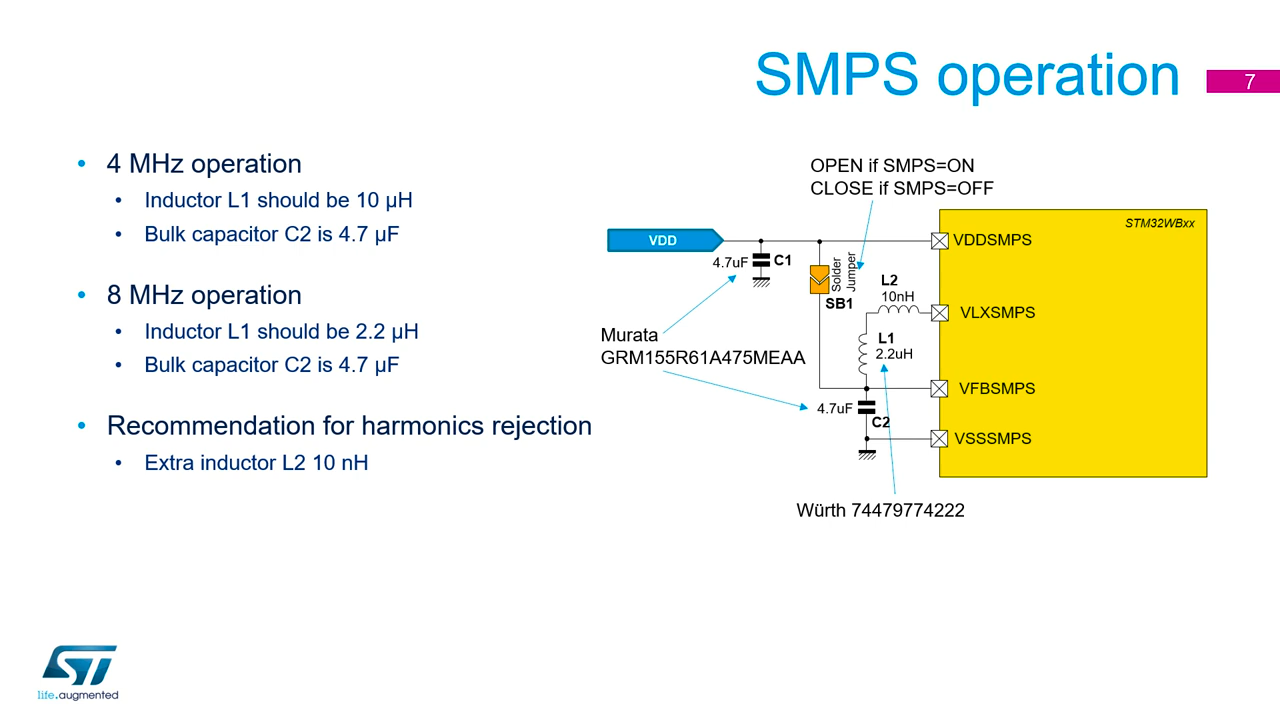 SMPS operation
7
• 4 MHz operation
• Inductor L1 should be 10 µH
• Bulk capacitor C2 is 4.7 µF
• 8 MHz operation
• Inductor L1 should be 2.2 µH
• Bulk capacitor C2 is 4.7 µF
• Recommendation for harmonics rejection
• Extra inductor L2 10 nH
OPEN if SMPS=ON
CLOSE if SMPS=OFF
STM32WBxx
VDD
VDDSMPS
4.7uF
C1
Solder
Jumper
SB1
L2
10nH
VLXSMPS
Murata
GRM155R61A475MEAA
L1
2.2uH
VFBSMPS
4.7uF
C2
VSSSMPS
Würth 74479774222
ST
life.augmented